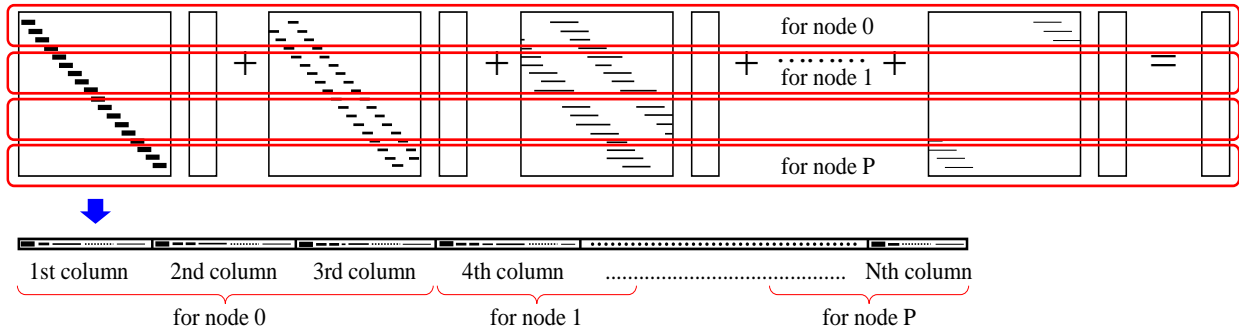 for node 0
+ + + ......... + =
for node 1
for node P
1st column 2nd column 3rd column 4th column ............................................. Nth column
for node 0 for node 1 for node P